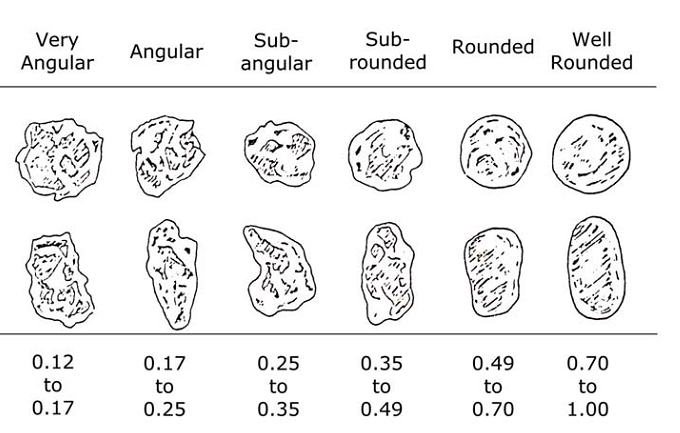 Very
Angular
Angular
Sub-
angular
Sub-
rounded
Rounded
Well
Rounded
0.12
to
0.17
0.17
to
0.25
0.25
to
0.35
0.35
to
0.49
0.49
to
0.70
0.70
to
1.00